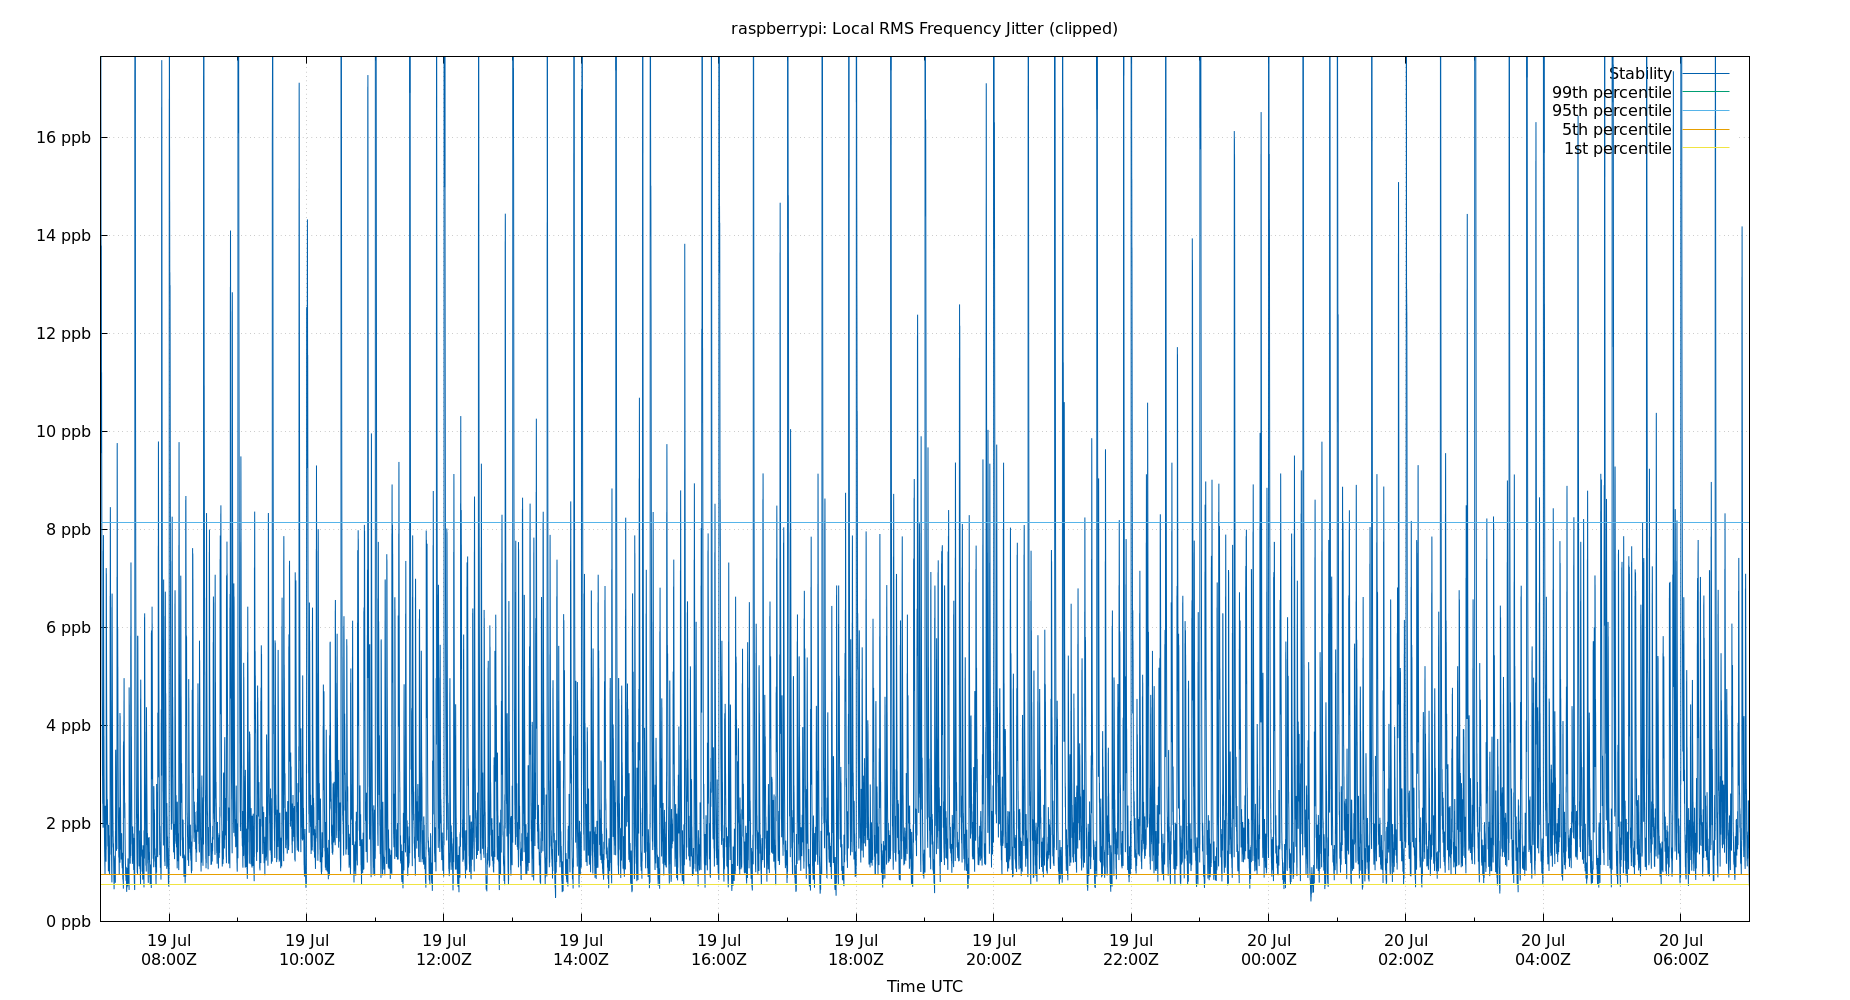 raspberrypi: Local RMS Frequency Jitter (clipped)
Stability
99th percentile
95th percentile
5th percentile
1st percentile
16 ppb
14 ppb
12 ppb
10 ppb
8 ppb
6 ppb
4 ppb
2 ppb
0 ppb
19 Jul 19 Jul 19 Jul 19 Jul 19 Jul 19 Jul 19 Jul 19 Jul 20 Jul 20 Jul 20 Jul 20 Jul
08:00Z 10:00Z 12:00Z 14:00Z 16:00Z 18:00Z 20:00Z 22:00Z 00:00Z 02:00Z 04:00Z 06:00Z
Time UTC